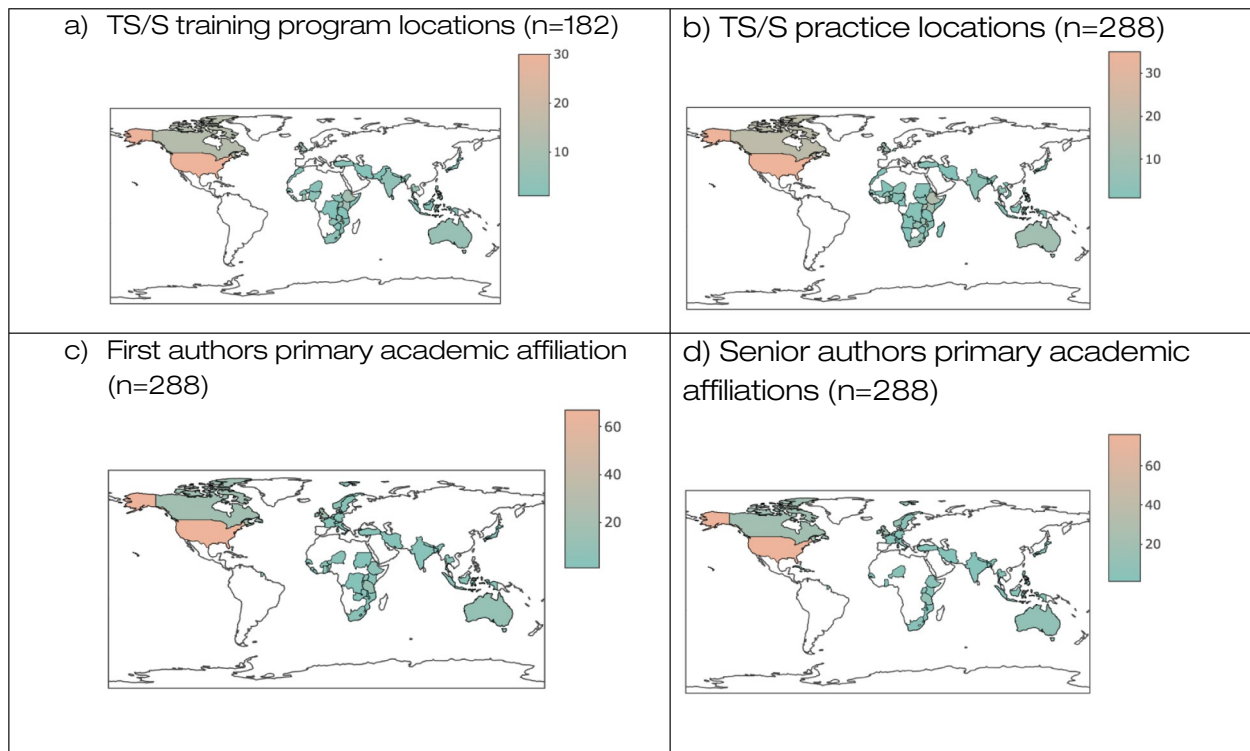 a) TS/S training program locations (n=182)
30
20
10
b) TS/S practice locations (n=288)
30
20
10
c) First authors primary academic affiliation
(n=288)
60
40
20
d) Senior authors primary academic
affiliations (n=288)
60
40
20